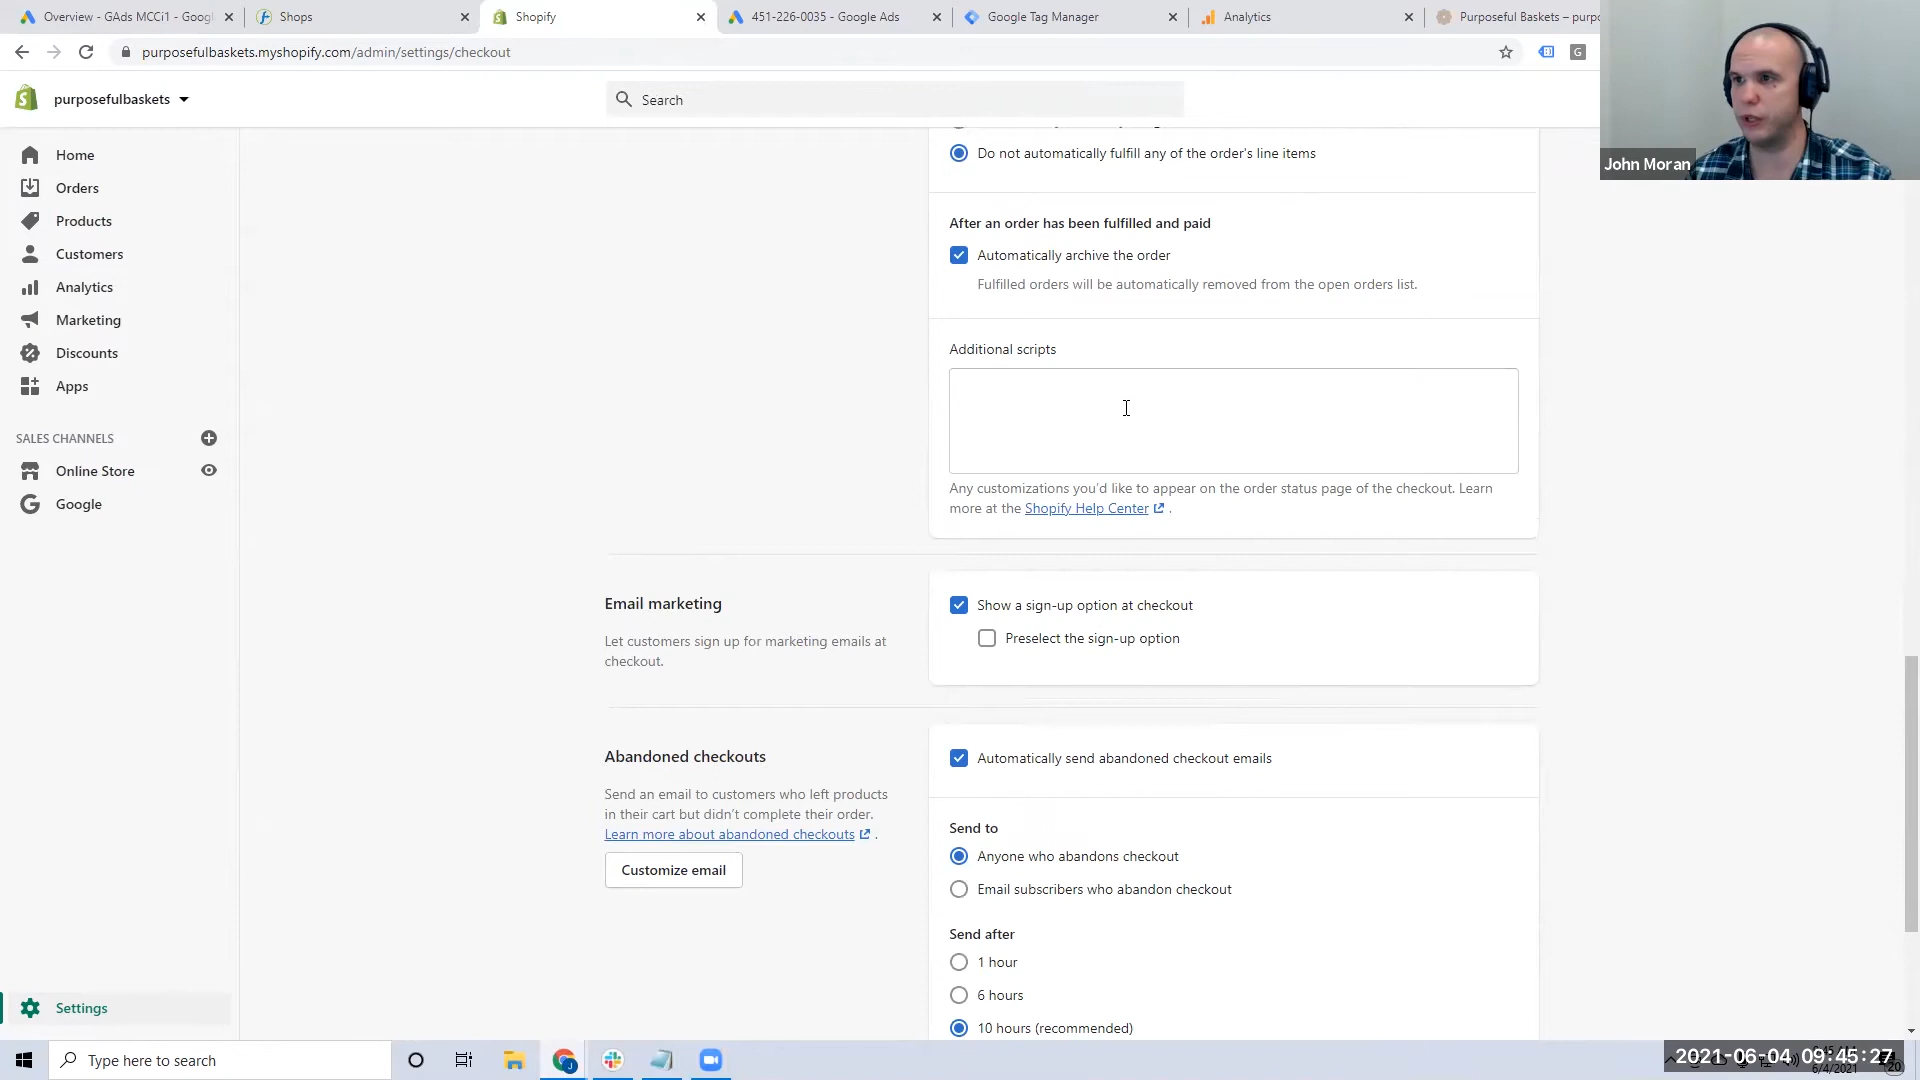 Overview - GAds MCCi1 - Googl
Shops
Shopify
451-226-0035 - Google Ads
Google Tag Manager
Analytics
Purposeful Baskets – purpo
purposefulbaskets.myshopify.com/admin/settings/checkout
G
purposefulbaskets
Search
John Moran
Home
Orders
Products
Customers
Analytics
Marketing
Discounts
Apps
SALES CHANNELS
Online Store
Google
Settings
Do not automatically fulfill any of the order's line items
After an order has been fulfilled and paid
Automatically archive the order
Fulfilled orders will be automatically removed from the open orders list.
Additional scripts
Any customizations you'd like to appear on the order status page of the checkout. Learn
more at the Shopify Help Center .
Email marketing
Let customers sign up for marketing emails at
checkout.
Show a sign-up option at checkout
Preselect the sign-up option
Abandoned checkouts
Send an email to customers who left products
in their cart but didn't complete their order.
Learn more about abandoned checkouts .
Customize email
Automatically send abandoned checkout emails
Send to
Anyone who abandons checkout
Email subscribers who abandon checkout
Send after
1 hour
6 hours
10 hours (recommended)
Type here to search
2021-06-04 09:45:27
6/4/2021
20